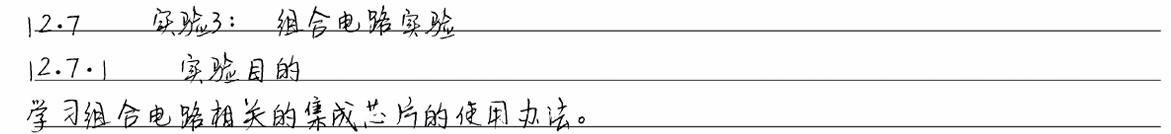 12.7 实验3： 组合电路实验
12.7.1 实验目的
学习组合电路相关的集成芯片的使用办法。